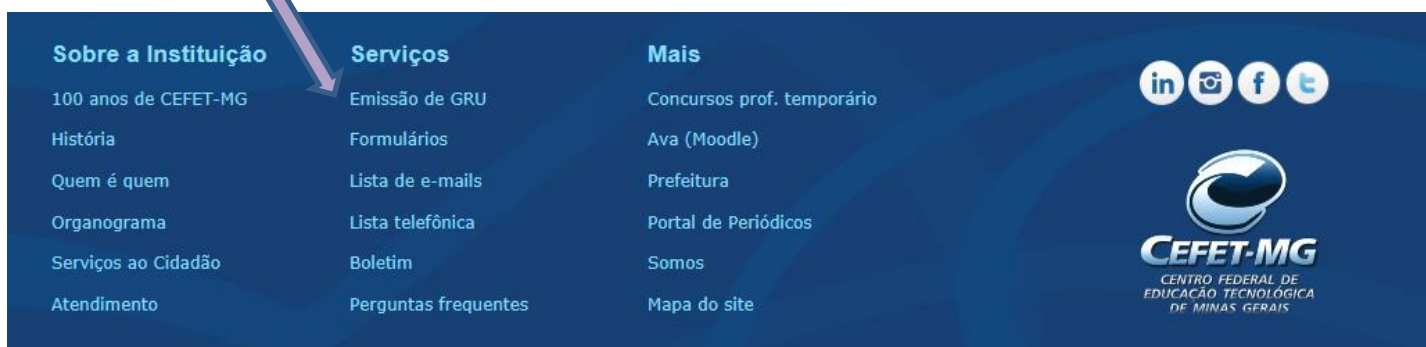 Sobre a Instituição
100 anos de CEFET-MG
História
Quem é quem
Organograma
Serviços ao Cidadão
Atendimento
Serviços
Emissão de GRU
Formulários
Lista de e-mails
Lista telefônica
Boletim
Perguntas frequentes
Mais
Concursos prof. temporário
Ava (Moodle)
Prefeitura
Portal de Periódicos
Somos
Mapa do site
in
f
t
CEFET-MG
CENTRO FEDERAL DE
EDUCAÇÃO TECNOLÓGICA
DE MINAS GERAIS